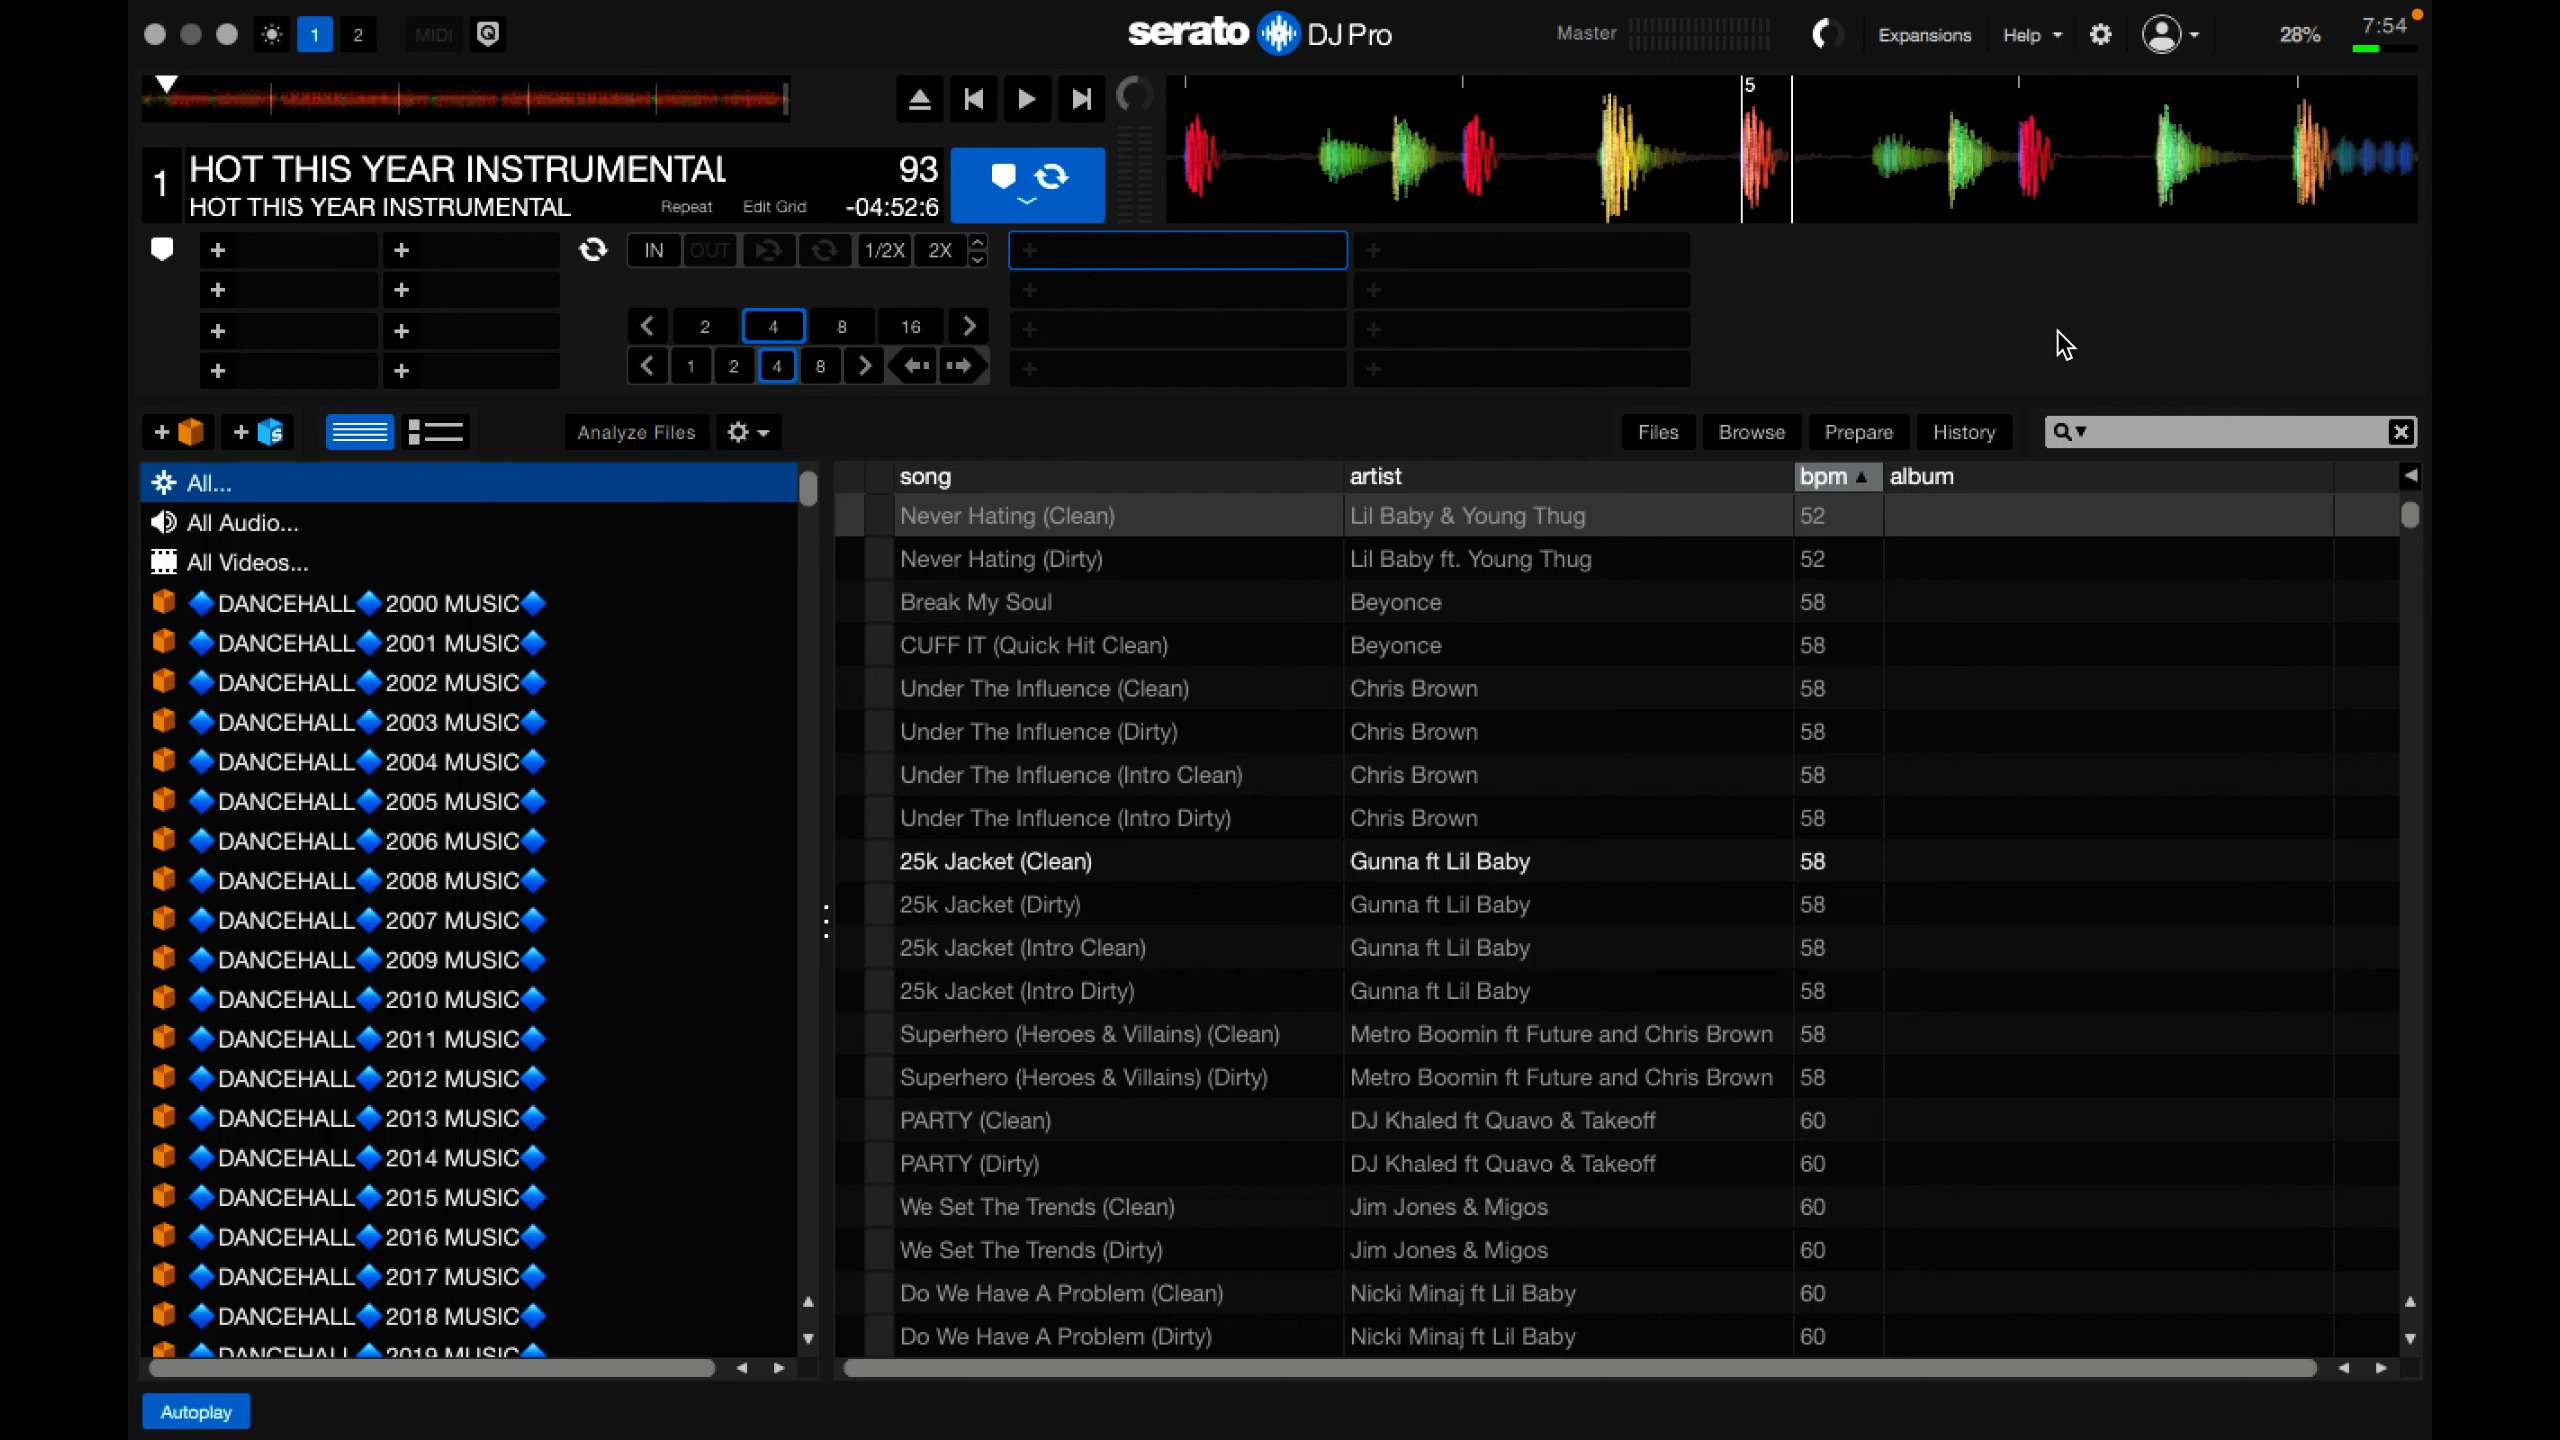 1 2 MIDI serato DJ Pro Master Expansions Help 28% 7:54
5
1 HOT THIS YEAR INSTRUMENTAL 93
HOT THIS YEAR INSTRUMENTAL Repeat Edit Grid -04:52:6
IN OUT 1/2X 2X
2 4 8 16
1 2 4 8
Analyze Files Files Browse Prepare History
All...
All Audio...
All Videos...
DANCEHALL 2000 MUSIC
DANCEHALL 2001 MUSIC
DANCEHALL 2002 MUSIC
DANCEHALL 2003 MUSIC
DANCEHALL 2004 MUSIC
DANCEHALL 2005 MUSIC
DANCEHALL 2006 MUSIC
DANCEHALL 2008 MUSIC
DANCEHALL 2007 MUSIC
DANCEHALL 2009 MUSIC
DANCEHALL 2010 MUSIC
DANCEHALL 2011 MUSIC
DANCEHALL 2012 MUSIC
DANCEHALL 2013 MUSIC
DANCEHALL 2014 MUSIC
DANCEHALL 2015 MUSIC
DANCEHALL 2016 MUSIC
DANCEHALL 2017 MUSIC
DANCEHALL 2018 MUSIC
DANCEHALL 2019 MUSIC
song artist bpm album
Never Hating (Clean) Lil Baby & Young Thug 52
Never Hating (Dirty) Lil Baby ft. Young Thug 52
Break My Soul Beyonce 58
CUFF IT (Quick Hit Clean) Beyonce 58
Under The Influence (Clean) Chris Brown 58
Under The Influence (Dirty) Chris Brown 58
Under The Influence (Intro Clean) Chris Brown 58
Under The Influence (Intro Dirty) Chris Brown 58
25k Jacket (Clean) Gunna ft Lil Baby 58
25k Jacket (Dirty) Gunna ft Lil Baby 58
25k Jacket (Intro Clean) Gunna ft Lil Baby 58
25k Jacket (Intro Dirty) Gunna ft Lil Baby 58
Superhero (Heroes & Villains) (Clean) Metro Boomin ft Future and Chris Brown 58
Superhero (Heroes & Villains) (Dirty) Metro Boomin ft Future and Chris Brown 58
PARTY (Clean) DJ Khaled ft Quavo & Takeoff 60
PARTY (Dirty) DJ Khaled ft Quavo & Takeoff 60
We Set The Trends (Clean) Jim Jones & Migos 60
We Set The Trends (Dirty) Jim Jones & Migos 60
Do We Have A Problem (Clean) Nicki Minaj ft Lil Baby 60
Do We Have A Problem (Dirty) Nicki Minaj ft Lil Baby 60
Autoplay